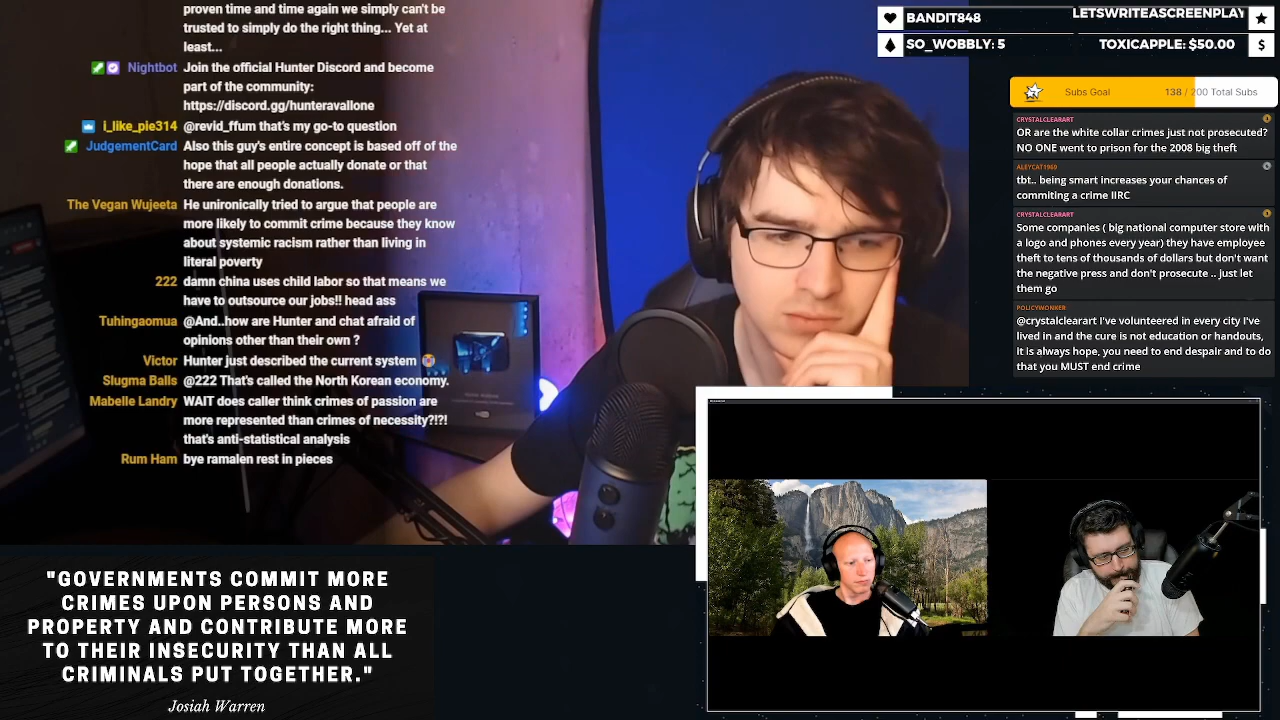 proven time and time again we simply can't be
trusted to simply do the right thing... Yet at
least...
Nightbot Join the official Hunter Discord and become
part of the community:
https://discord.gg/hunteravallone
i_like_pie314 @revid_ffum that's my go-to question
JudgementCard Also this guy's entire concept is based off of the
hope that all people actually donate or that
there are enough donations.
The Vegan Wujeeta He unironically tried to argue that people are
more likely to commit crime because they know
about systemic racism rather than living in
literal poverty
222 damn china uses child labor so that means we
have to outsource our jobs!! head ass
Tuhingaomua @And..how are Hunter and chat afraid of
opinions other than their own ?
Victor Hunter just described the current system
Slugma Balls @222 That's called the North Korean economy.
Mabelle Landry WAIT does caller think crimes of passion are
more represented than crimes of necessity?!?!
that's anti-statistical analysis
Rum Ham bye ramalen rest in pieces
"GOVERNMENTS COMMIT MORE
CRIMES UPON PERSONS AND
PROPERTY AND CONTRIBUTE MORE
TO THEIR INSECURITY THAN ALL
CRIMINALS PUT TOGETHER."
Josiah Warren
BANDIT848
LETSWRITEASCREENPLAY
SO_WOBBLY: 5
TOXICAPPLE: $50.00
$
Subs Goal 138 / 200 Total Subs
CRYSTALCLEARART
OR are the white collar crimes just not prosecuted?
NO ONE went to prison for the 2008 big theft
ALEYCAT1969
tbt.. being smart increases your chances of
commiting a crime IIRC
CRYSTALCLEARART
Some companies ( big national computer store with
a logo and phones every year) they have employee
theft to tens of thousands of dollars but don't want
the negative press and don't prosecute .. just let
them go
POLICYWONKER
@crystalclearart I've volunteered in every city I've
lived in and the cure is not education or handouts,
it is always hope, you need to end despair and to do
that you MUST end crime